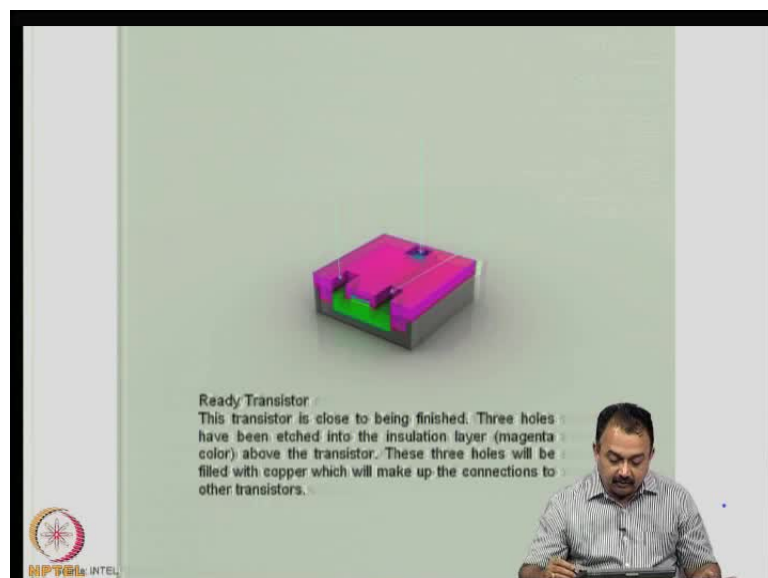 Ready Transistor
This transistor is close to being finished. Three holes
have been etched into the insulation layer (magenta
color) above the transistor. These three holes will be
filled with copper which will make up the connections to
other transistors.
NPTEL
INTEL